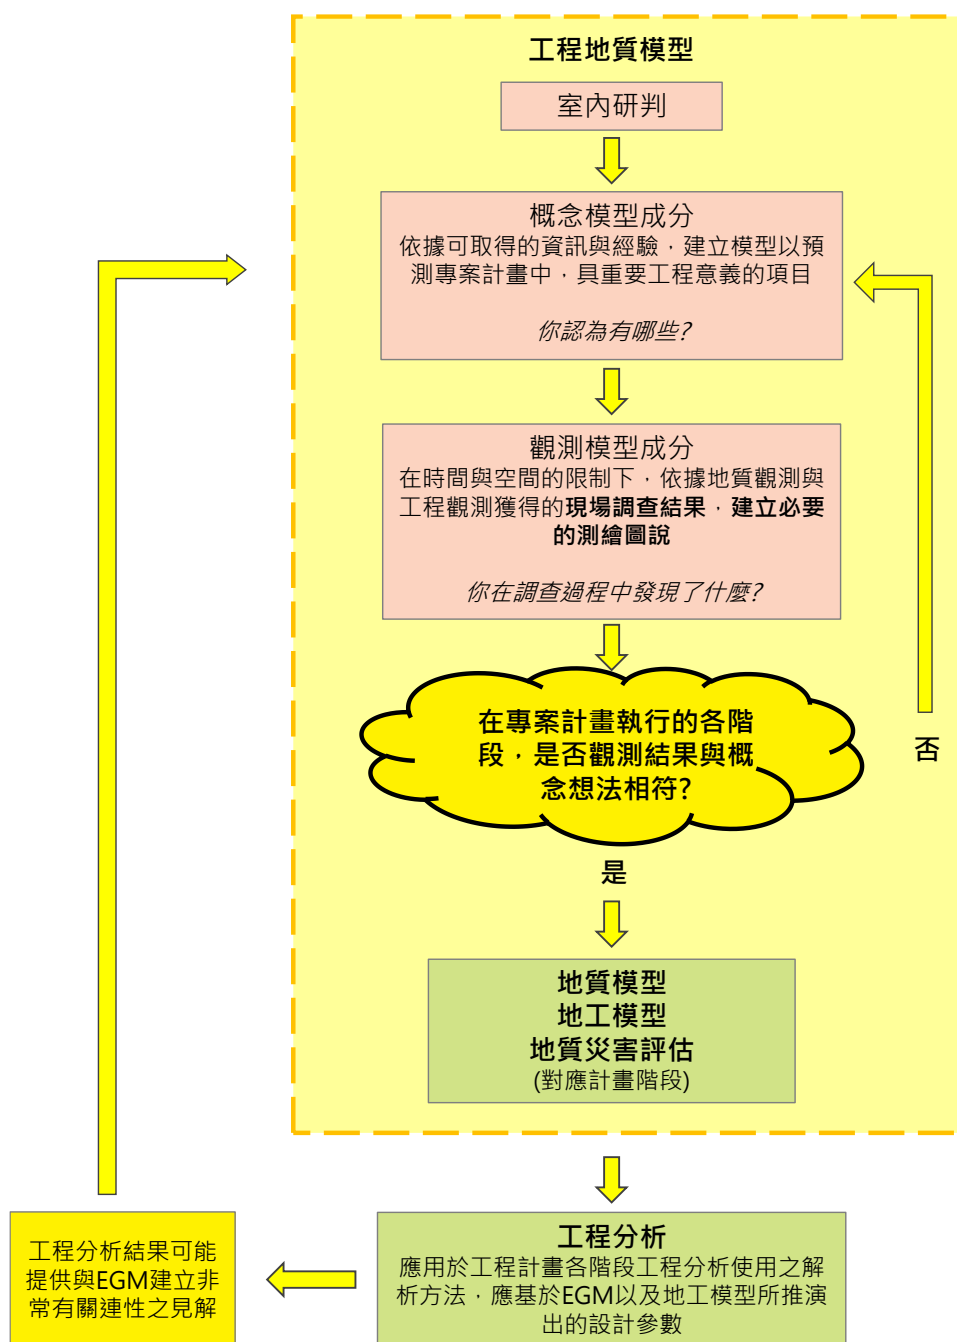 工程地質模型
室內研判
概念模型成分
依據可取得的資訊與經驗，建立模型以預
測專案計畫中，具重要工程意義的項目
你認為有哪些?
觀測模型成分
在時間與空間的限制下，依據地質觀測與
工程觀測獲得的現場調查結果，建立必要
的測繪圖說
你在調查過程中發現了什麼?
在專案計畫執行的各階
段，是否觀測結果與概
念想法相符?
否
是
地質模型
地工模型
地質災害評估
(對應計畫階段)
工程分析
應用於工程計畫各階段工程分析使用之解
析方法，應基於EGM以及地工模型所推演
出的設計參數
工程分析結果可能
提供與EGM建立非
常有關連性之見解